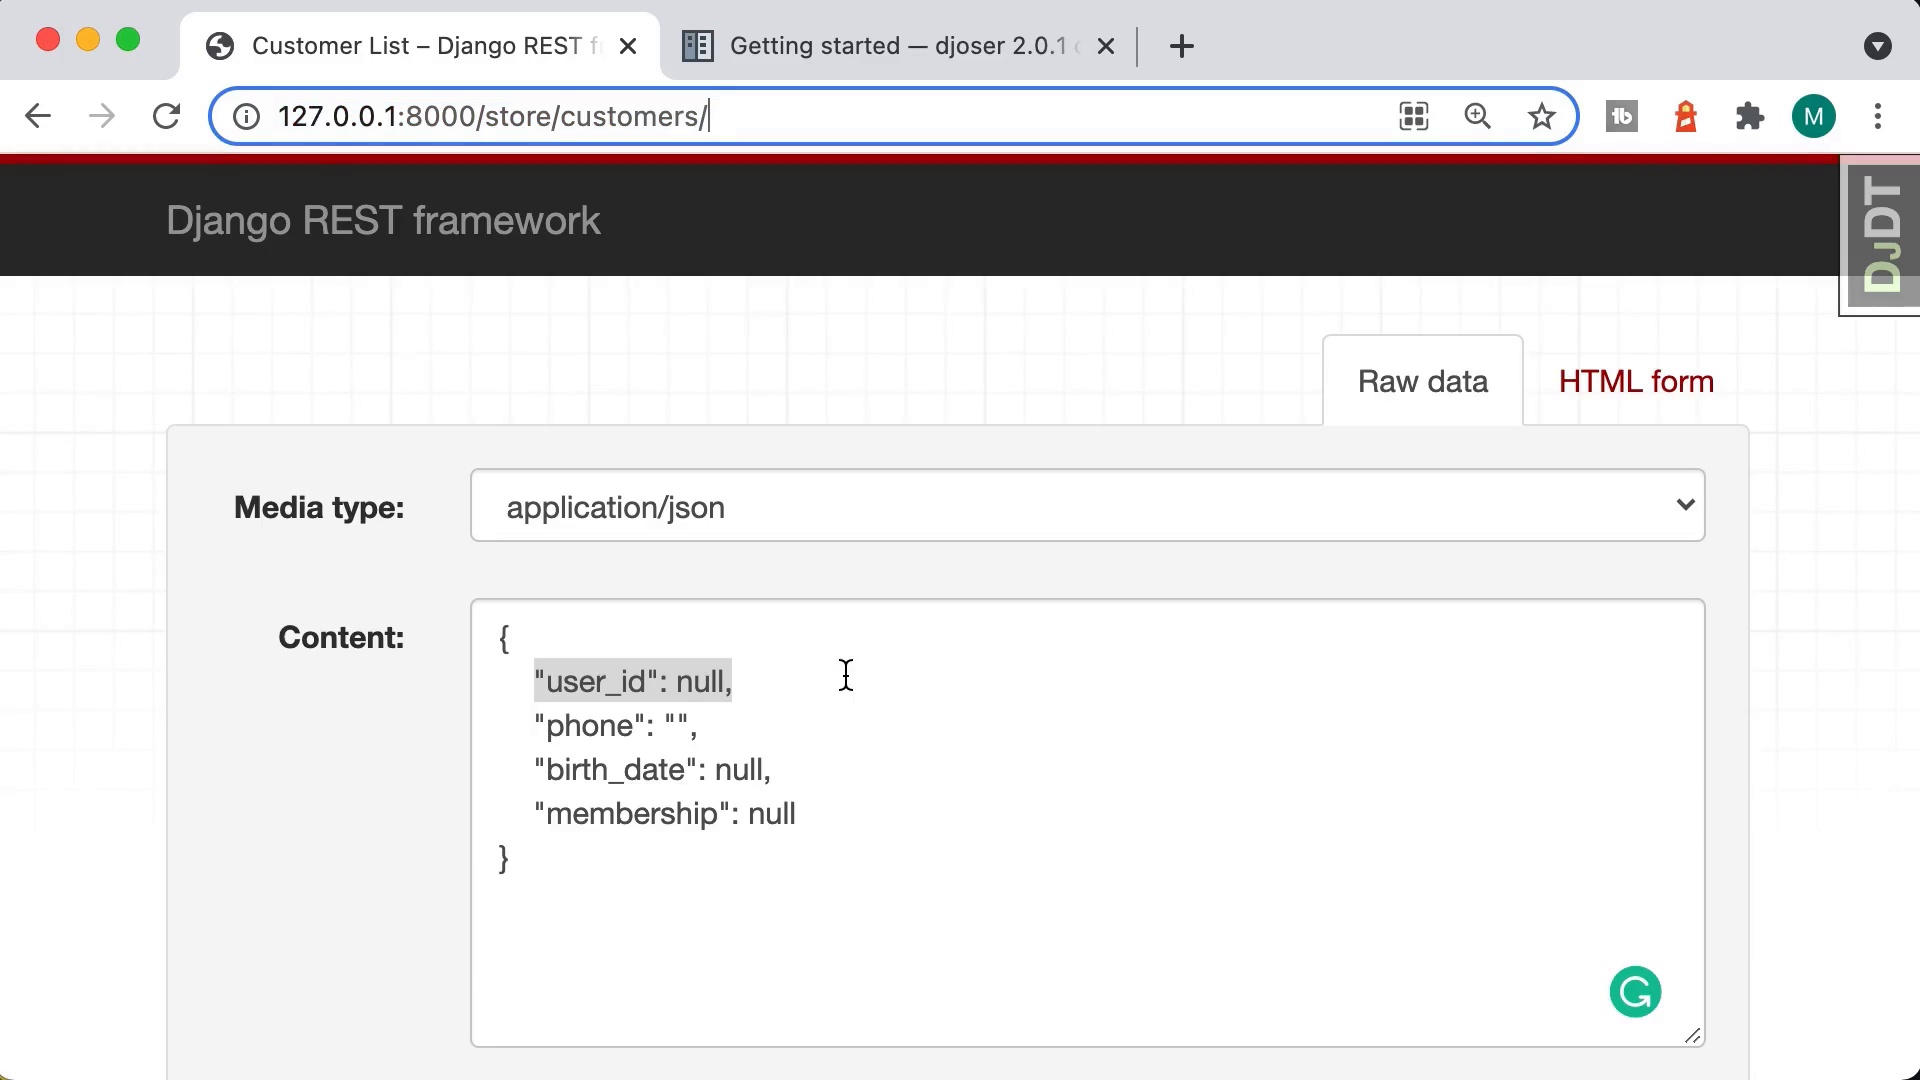 Customer List – Django REST f
Getting started — djoser 2.0.1
127.0.0.1:8000/store/customers/
M
Django REST framework
DJDT
Raw data
HTML form
Media type:
application/json
Content:
{
"user_id": null,
"phone": "",
"birth_date": null,
"membership": null
}